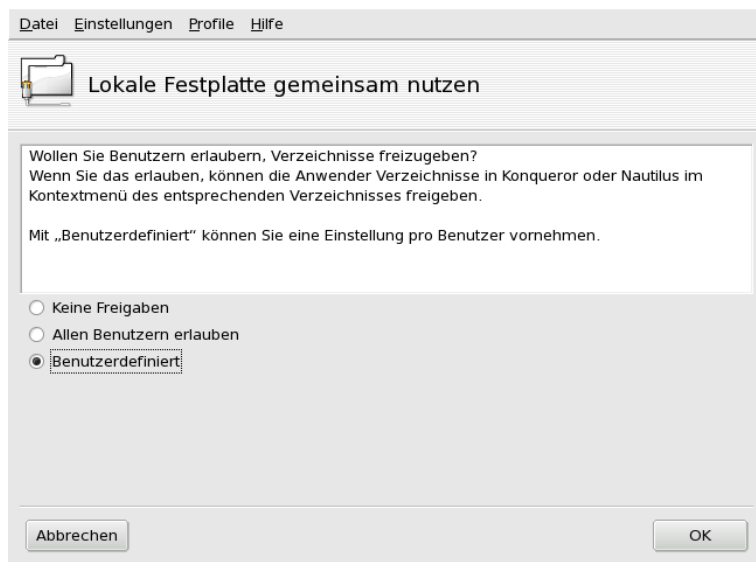 Datei Einstellungen Profile Hilfe
Lokale Festplatte gemeinsam nutzen
Wollen Sie Benutzern erlaubern, Verzeichnisse freizugeben?
Wenn Sie das erlauben, können die Anwender Verzeichnisse in Konqueror oder Nautilus im
Kontextmenü des entsprechenden Verzeichnisses freigeben.
Mit „Benutzerdefiniert“ können Sie eine Einstellung pro Benutzer vornehmen.
Keine Freigaben
Allen Benutzern erlauben
Benutzerdefiniert
Abbrechen OK